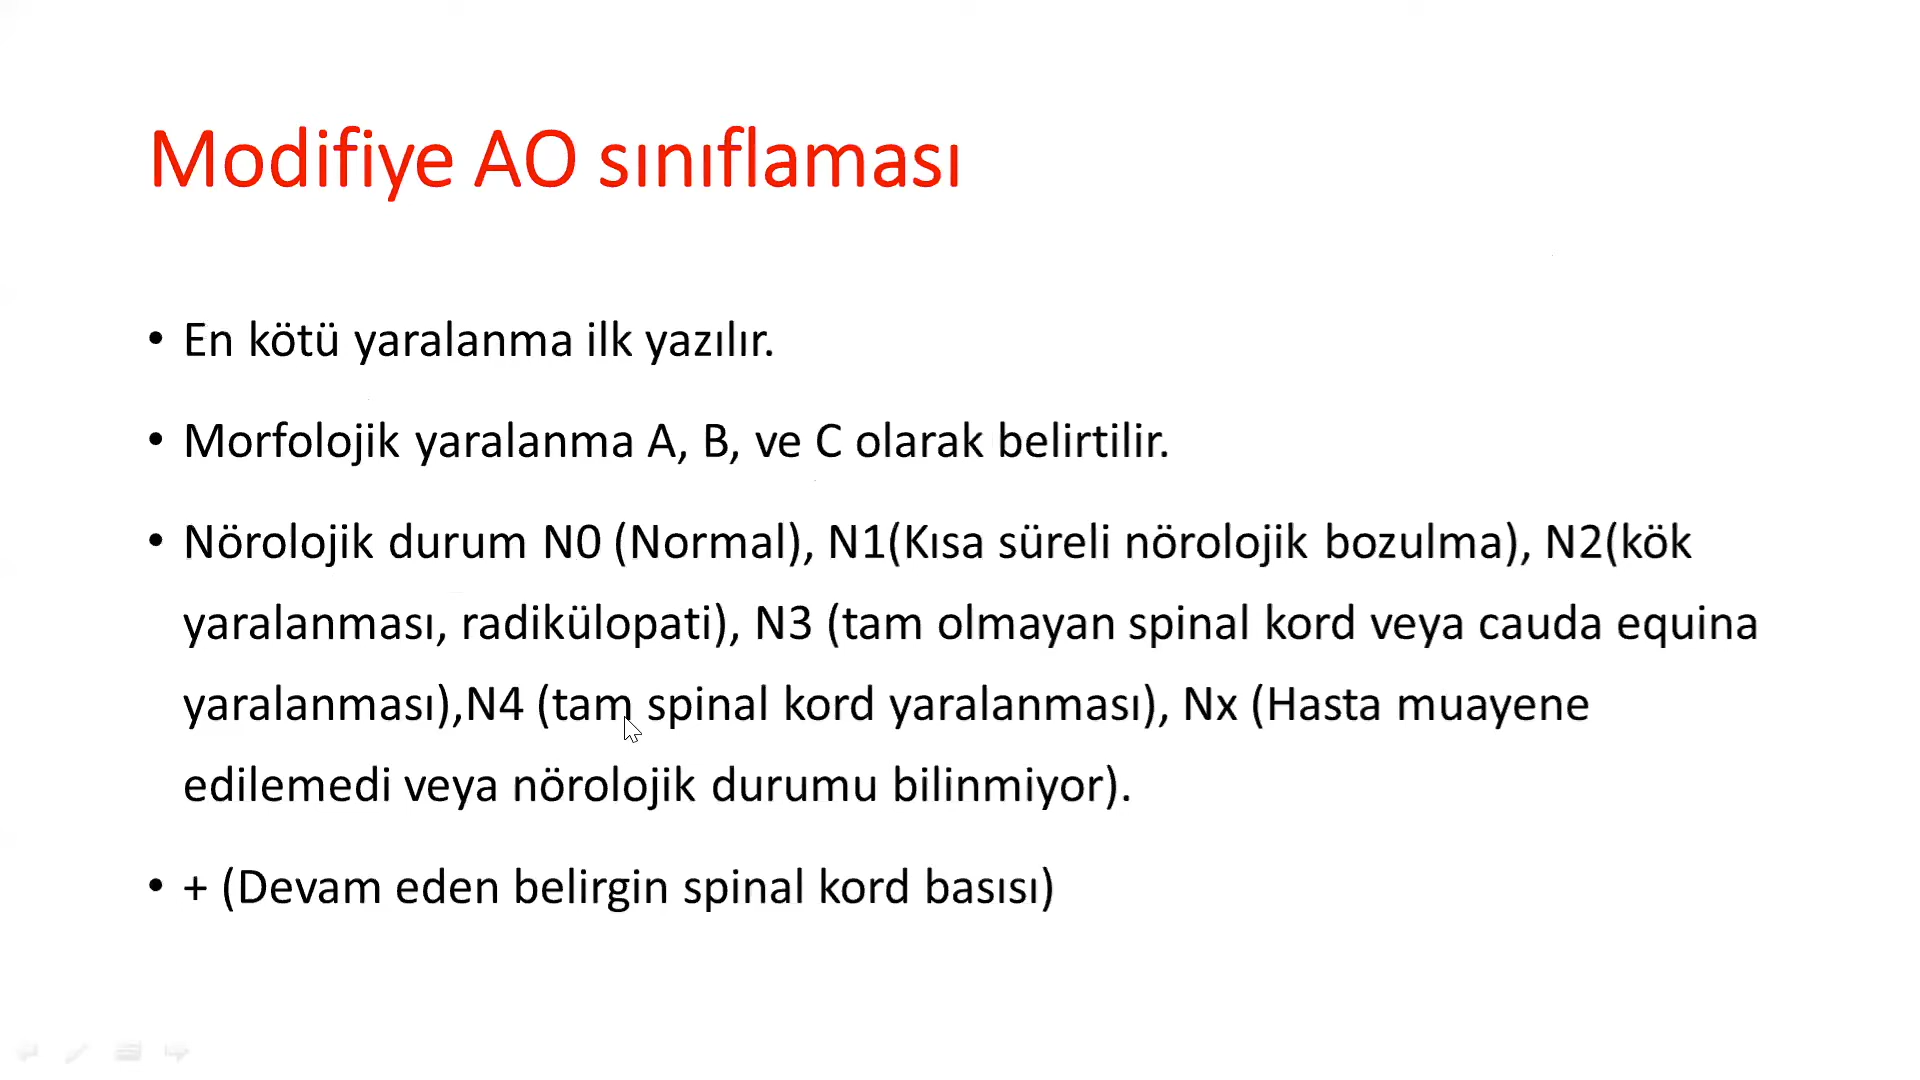 Modifiye AO sınıflaması
• En kötü yaralanma ilk yazılır.
• Morfolojik yaralanma A, B, ve C olarak belirtilir.
• Nörolojik durum N0 (Normal), N1(Kısa süreli nörolojik bozulma), N2(kök
yaralanması, radikülopati), N3 (tam olmayan spinal kord veya cauda equina
yaralanması),N4 (tam spinal kord yaralanması), Nx (Hasta muayene
edilemedi veya nörolojik durumu bilinmiyor).
• + (Devam eden belirgin spinal kord basısı)